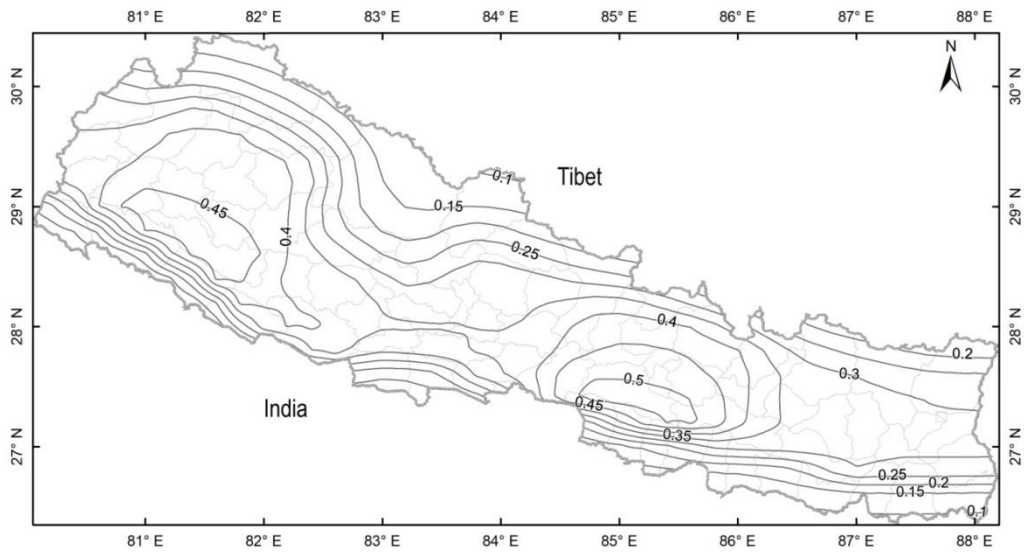 81° E 82° E 83° E 84° E 85° E 86° E 87° E 88° E
N
30° N 30° N
Tibet
0.1
29° N 0.15 29° N
0.45
0.4
0.25
28° N 0.4 28° N
0.2
0.3
0.5
0.45
India
0.35
27° N 27° N
0.25
0.2
0.15
0.1
81° E 82° E 83° E 84° E 85° E 86° E 87° E 88° E